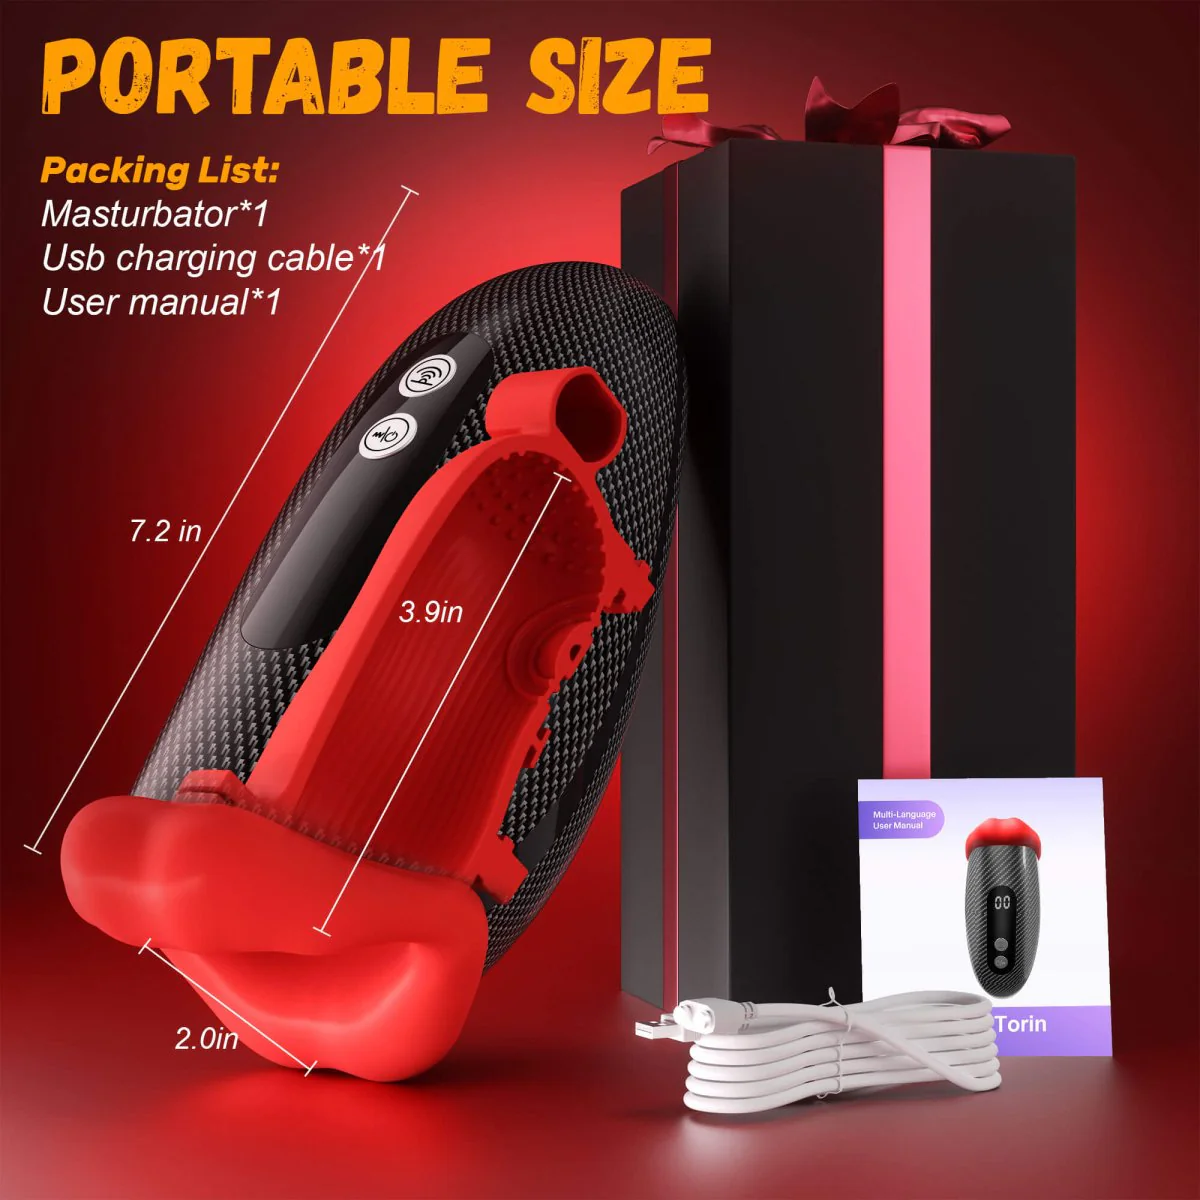 PORTABLE SIZE
Packing List:
Masturbator*1
Usb charging cable*1
User manual*1
7.2 in
3.9in
2.0in
Multi-Language
User Manual
00
Torin